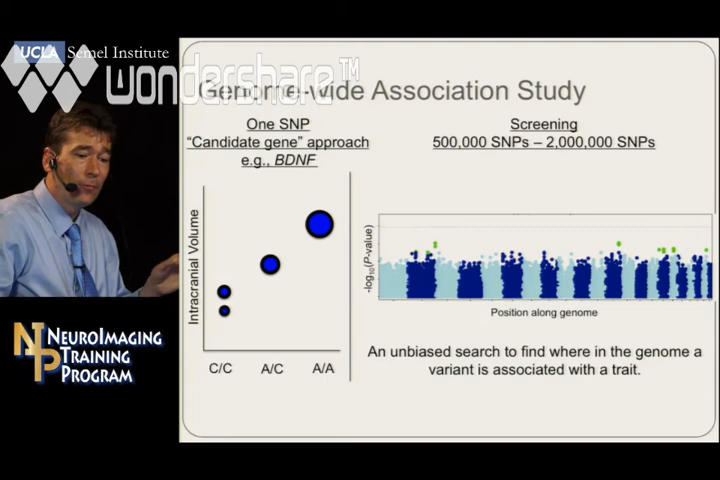 UCLA Semel Institute
wondershare™
Genome-wide Association Study
One SNP
"Candidate gene" approach
e.g., BDNF
Screening
500,000 SNPs – 2,000,000 SNPs
Intracranial Volume
C/C A/C A/A
-log10(P-value)
Position along genome
An unbiased search to find where in the genome a
variant is associated with a trait.
NITP
NEUROIMAGING
TRAINING
PROGRAM